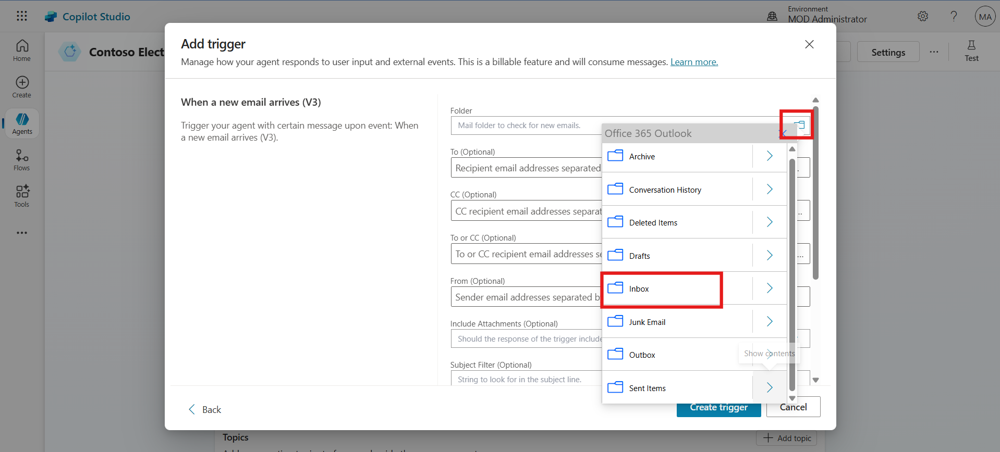 Copilot Studio
Environment
MOD Administrator
MA
Home
Create
Agents
Flows
Tools
Contoso Elect
Settings
Test
Add trigger
Manage how your agent responds to user input and external events. This is a billable feature and will consume messages. Learn more.
When a new email arrives (V3)
Trigger your agent with certain message upon event: When
a new email arrives (V3).
Folder
Mail folder to check for new emails.
To (Optional)
Recipient email addresses separated
CC (Optional)
CC recipient email addresses separat
To or CC (Optional)
To or CC recipient email addresses se
From (Optional)
Sender email addresses separated b
Include Attachments (Optional)
Should the response of the trigger include
Subject Filter (Optional)
String to look for in the subject line.
Office 365 Outlook
Archive
Conversation History
Deleted Items
Drafts
Inbox
Junk Email
Outbox
Show contents
Sent Items
Back
Create trigger
Cancel
Topics
Add topic